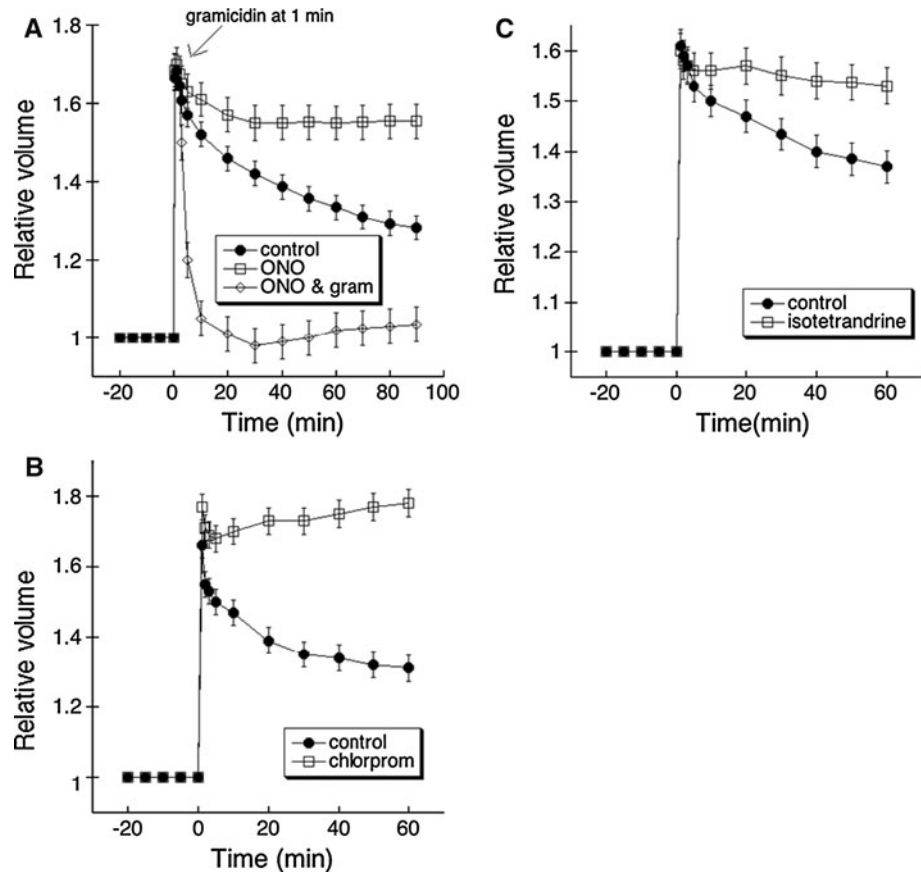 A
gramicidin at 1 min
1.8
1.6
1.4
1.2
1
Relative volume
control
ONO
ONO & gram
-20 0 20 40 60 80 100
Time (min)
C
1.6
1.5
1.4
1.3
1.2
1.1
1
Relative volume
control
isotetrandrine
-20 0 20 40 60
Time(min)
B
1.8
1.6
1.4
1.2
1
Relative volume
control
chlorprom
-20 0 20 40 60
Time (min)